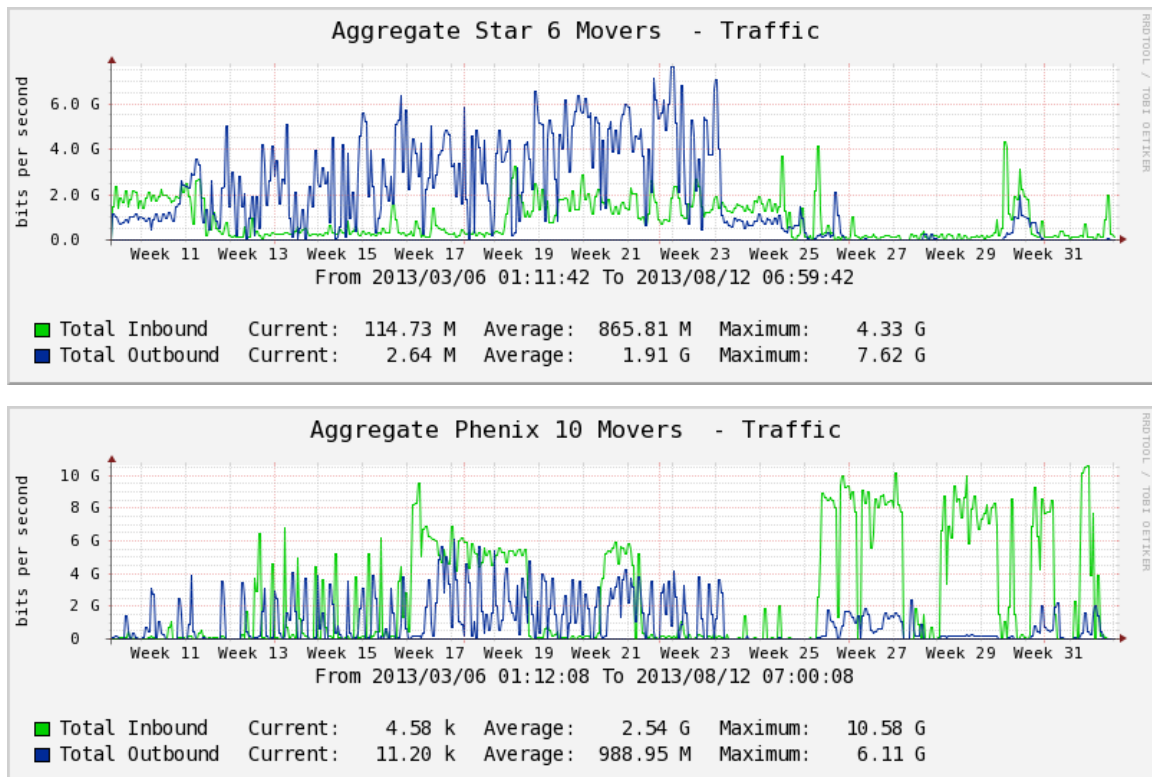 Aggregate Star 6 Movers - Traffic
RRDTOOL / TOBI OETIKER
bits per second
6.0 G
4.0 G
2.0 G
0.0
Week 11 Week 13 Week 15 Week 17 Week 19 Week 21 Week 23 Week 25 Week 27 Week 29 Week 31
From 2013/03/06 01:11:42 To 2013/08/12 06:59:42
Total Inbound Current: 114.73 M Average: 865.81 M Maximum: 4.33 G
Total Outbound Current: 2.64 M Average: 1.91 G Maximum: 7.62 G
Aggregate Phenix 10 Movers - Traffic
RRDTOOL / TOBI OETIKER
bits per second
10 G
8 G
6 G
4 G
2 G
0
Week 11 Week 13 Week 15 Week 17 Week 19 Week 21 Week 23 Week 25 Week 27 Week 29 Week 31
From 2013/03/06 01:12:08 To 2013/08/12 07:00:08
Total Inbound Current: 4.58 k Average: 2.54 G Maximum: 10.58 G
Total Outbound Current: 11.20 k Average: 988.95 M Maximum: 6.11 G